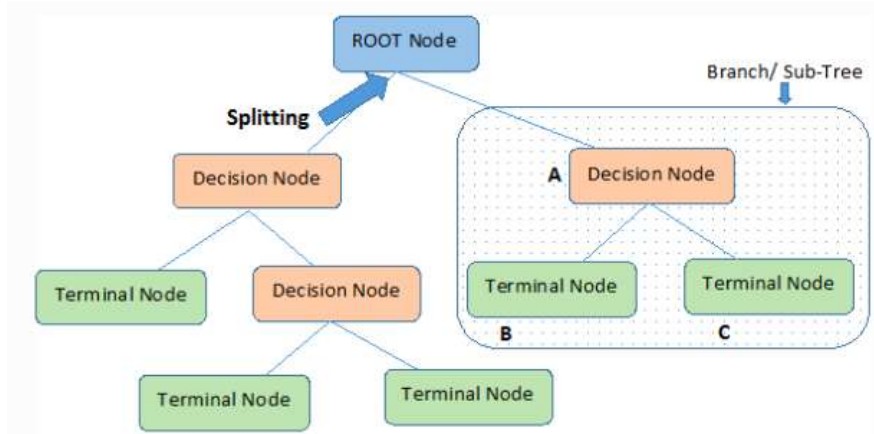 ROOT Node
Branch/ Sub-Tree
Splitting
Decision Node
A
Decision Node
Terminal Node
Decision Node
Terminal Node
Terminal Node
B
C
Terminal Node
Terminal Node